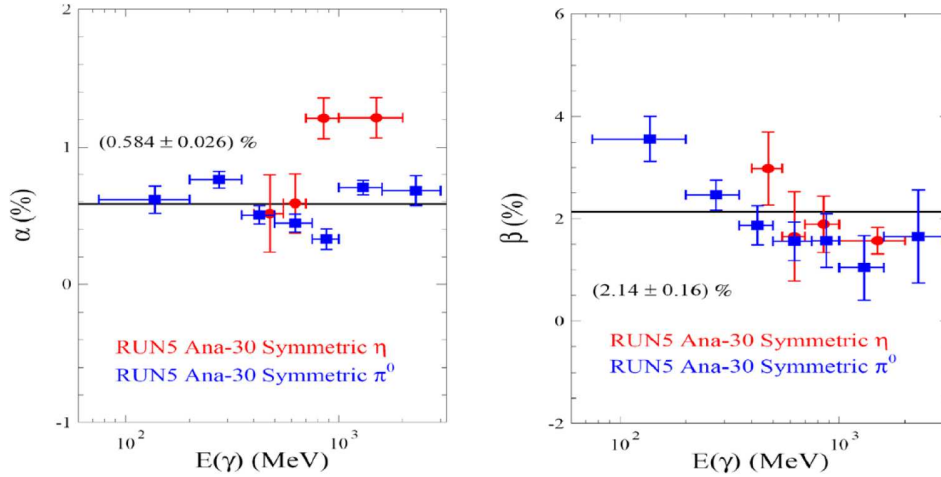 2
1
0
-1
α (%)
(0.584 ± 0.026) %
RUN5 Ana-30 Symmetric η
RUN5 Ana-30 Symmetric π⁰
10² 10³
E(γ) (MeV)
6
4
2
0
-2
β (%)
(2.14 ± 0.16) %
RUN5 Ana-30 Symmetric η
RUN5 Ana-30 Symmetric π⁰
10² 10³
E(γ) (MeV)